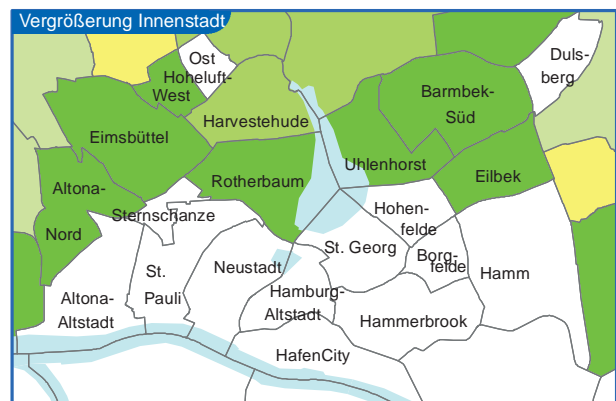 Vergrößerung Innenstadt
Ost
Hoheluft-
West
Duls-
berg
Barmbek-
Süd
Harvestehude
Eimsbüttel
Uhlenhorst
Eilbek
Altona-
Nord
Rotherbaum
Sternschanze
Hohen-
felde
St. Georg
Borg-
felde
Hamm
Neustadt
St.
Pauli
Altona-
Altstadt
Hamburg-
Altstadt
Hammerbrook
HafenCity